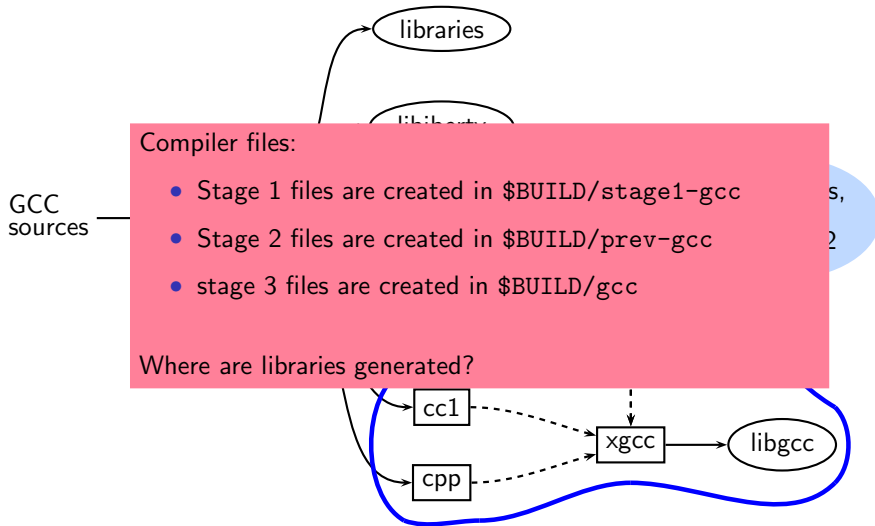 libraries
Compiler files:
• Stage 1 files are created in $BUILD/stage1-gcc
• Stage 2 files are created in $BUILD/prev-gcc
• stage 3 files are created in $BUILD/gcc
Where are libraries generated?
GCC
sources
cc1
xgcc
libgcc
cpp